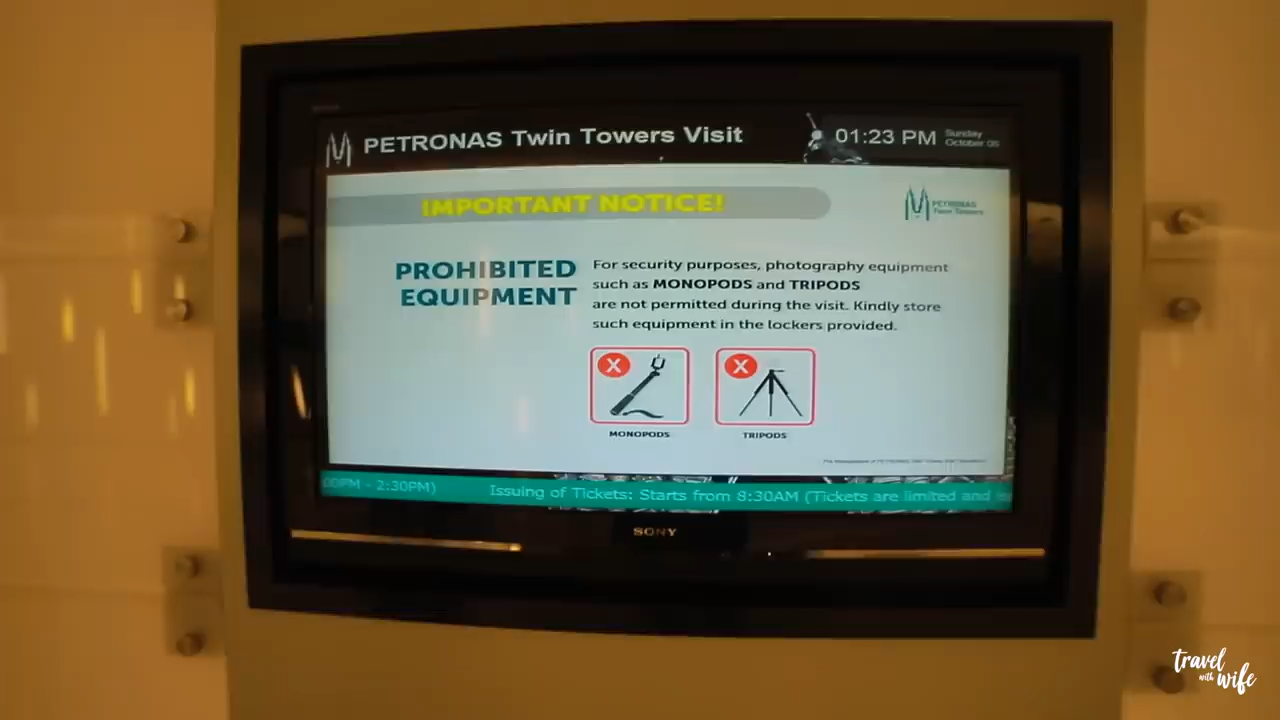 PETRONAS Twin Towers Visit
01:23 PM
Sunday
October
IMPORTANT NOTICE!
PETRONAS
Twin Towers
PROHIBITED
EQUIPMENT
For security purposes, photography equipment
such as MONOPODS and TRIPODS
are not permitted during the visit. Kindly store
such equipment in the lockers provided.
X
X
MONOPODS
TRIPODS
PM - 2:30PM) Issuing of Tickets: Starts from 8:30AM (Tickets are limited and
SONY
travel
with wife